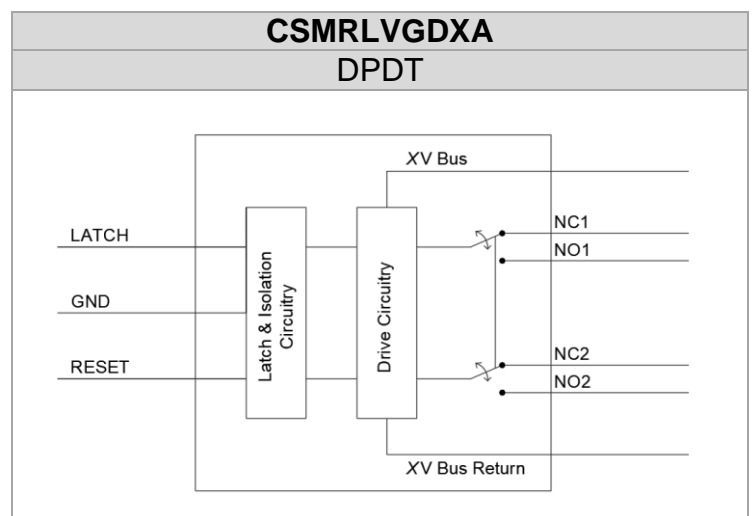 CSMRLVGDXA
DPDT
XV Bus
LATCH
GND
RESET
Latch & Isolation
Circuitry
Drive Circuitry
NC1
NO1
NC2
NO2
XV Bus Return